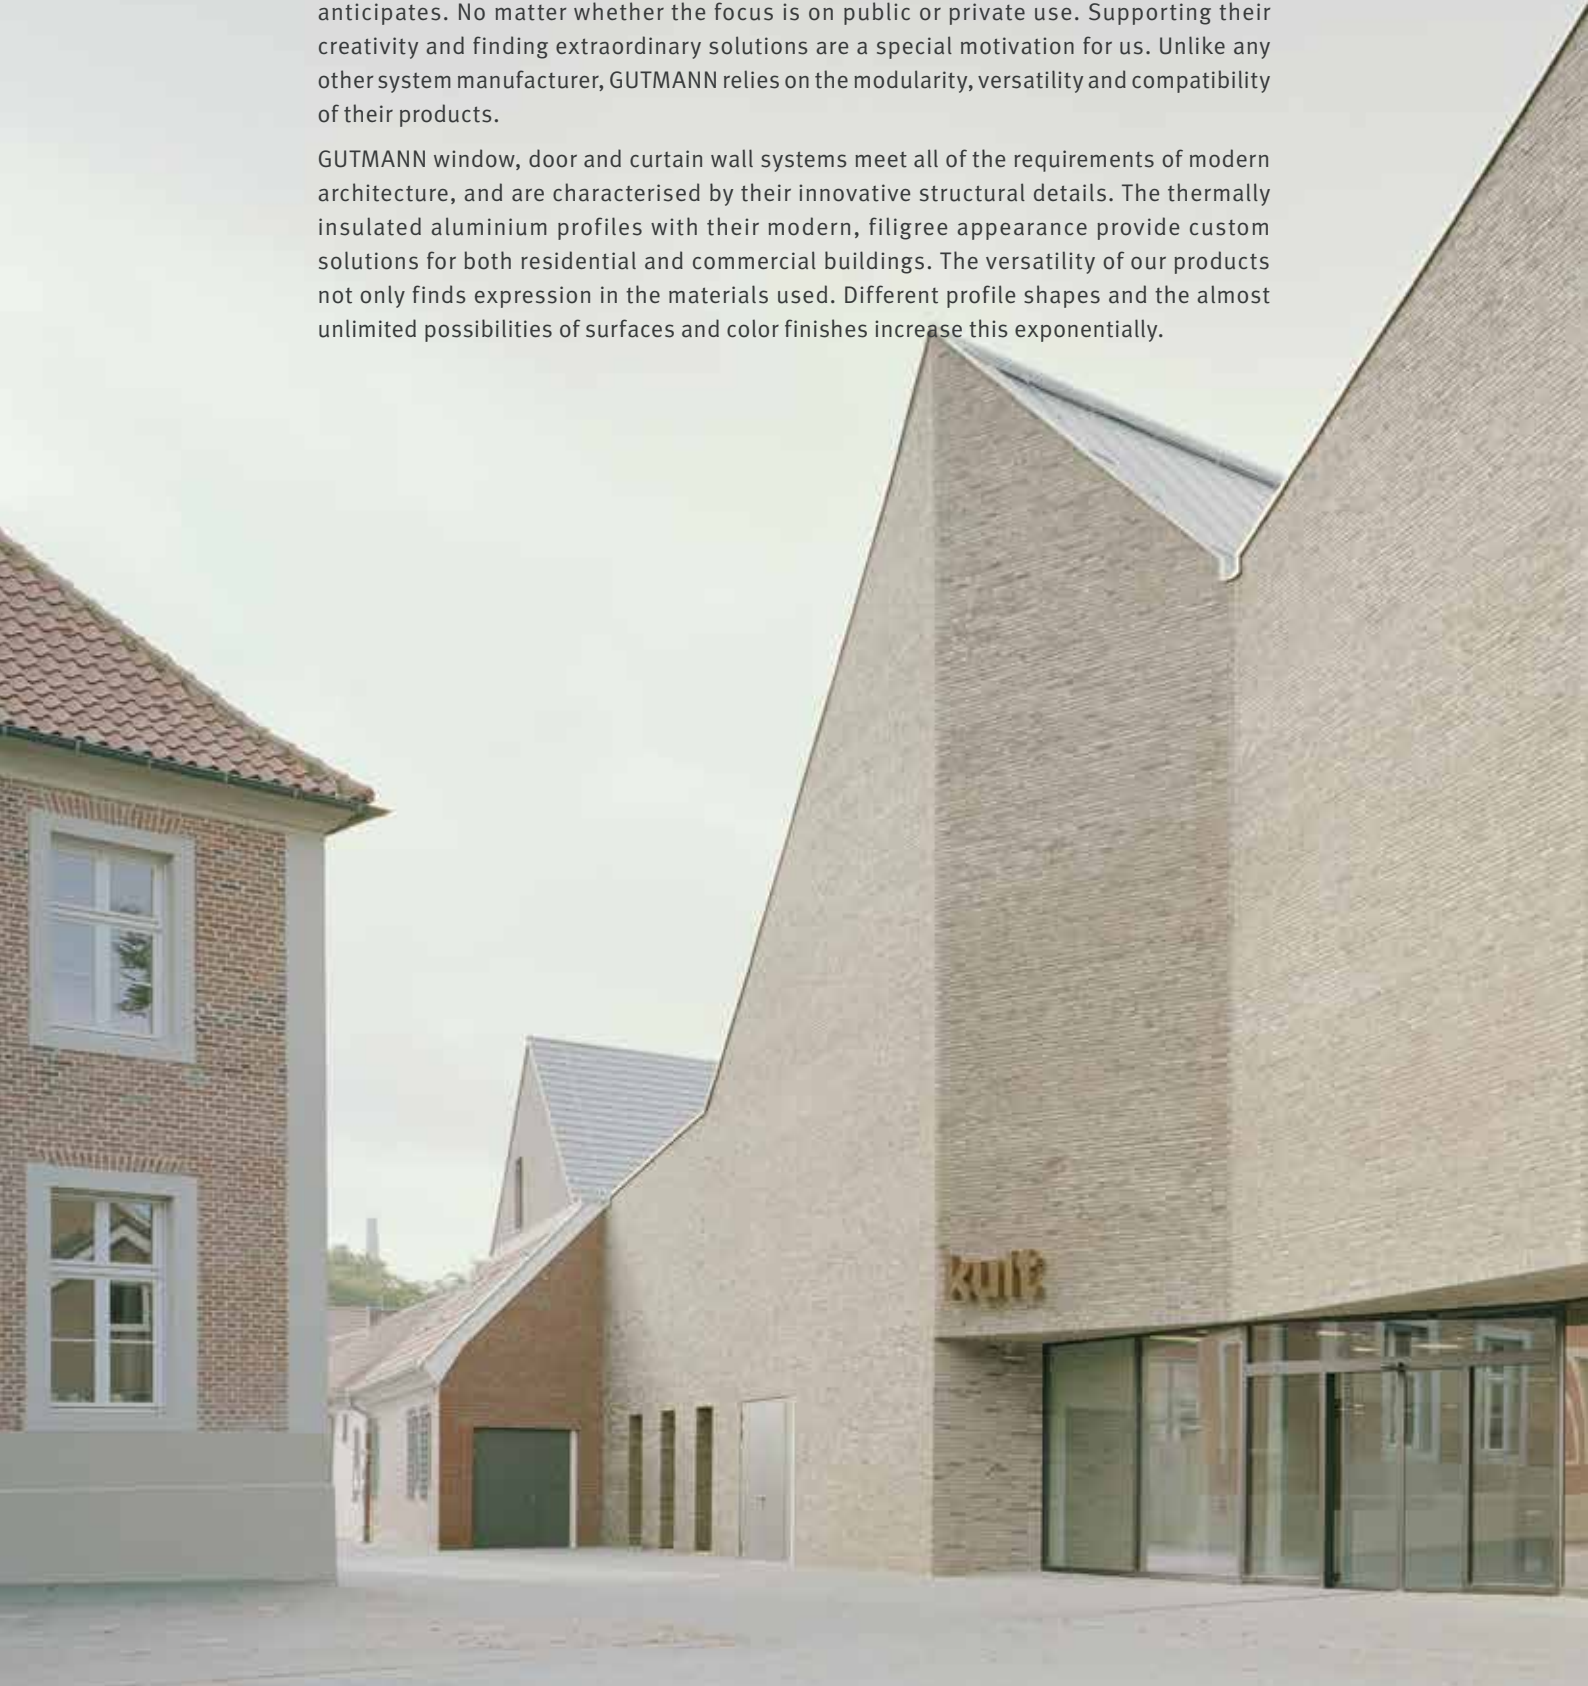 anticipates. No matter whether the focus is on public or private use. Supporting their
creativity and finding extraordinary solutions are a special motivation for us. Unlike any
other system manufacturer, GUTMANN relies on the modularity, versatility and compatibility
of their products.
GUTMANN window, door and curtain wall systems meet all of the requirements of modern
architecture, and are characterised by their innovative structural details. The thermally
insulated aluminium profiles with their modern, filigree appearance provide custom
solutions for both residential and commercial buildings. The versatility of our products
not only finds expression in the materials used. Different profile shapes and the almost
unlimited possibilities of surfaces and color finishes increase this exponentially.
kult